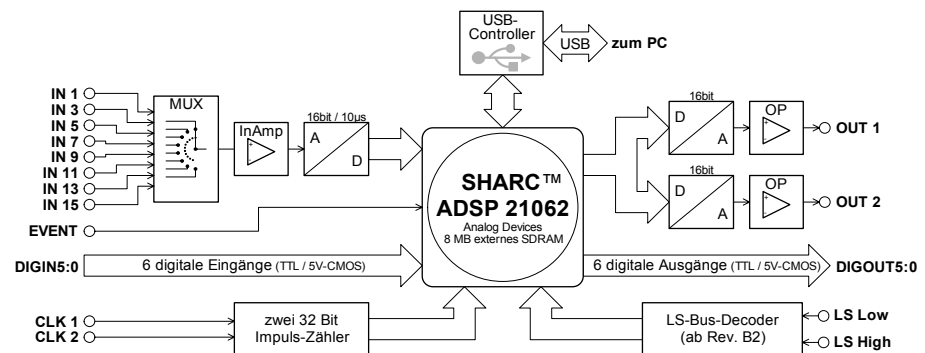 USB-
Controller
USB
zum PC
IN 1
IN 3
IN 5
IN 7
IN 9
IN 11
IN 13
IN 15
MUX
InAmp
16bit / 10µs
A
D
SHARC™
ADSP 21062
Analog Devices
8 MB externes SDRAM
16bit
D
A
OP
OUT 1
16bit
D
A
OP
OUT 2
EVENT
DIGIN5:0
6 digitale Eingänge (TTL / 5V-CMOS)
6 digitale Ausgänge (TTL / 5V-CMOS)
DIGOUT5:0
CLK 1
CLK 2
zwei 32 Bit
Impuls-Zähler
LS-Bus-Decoder
(ab Rev. B2)
LS Low
LS High